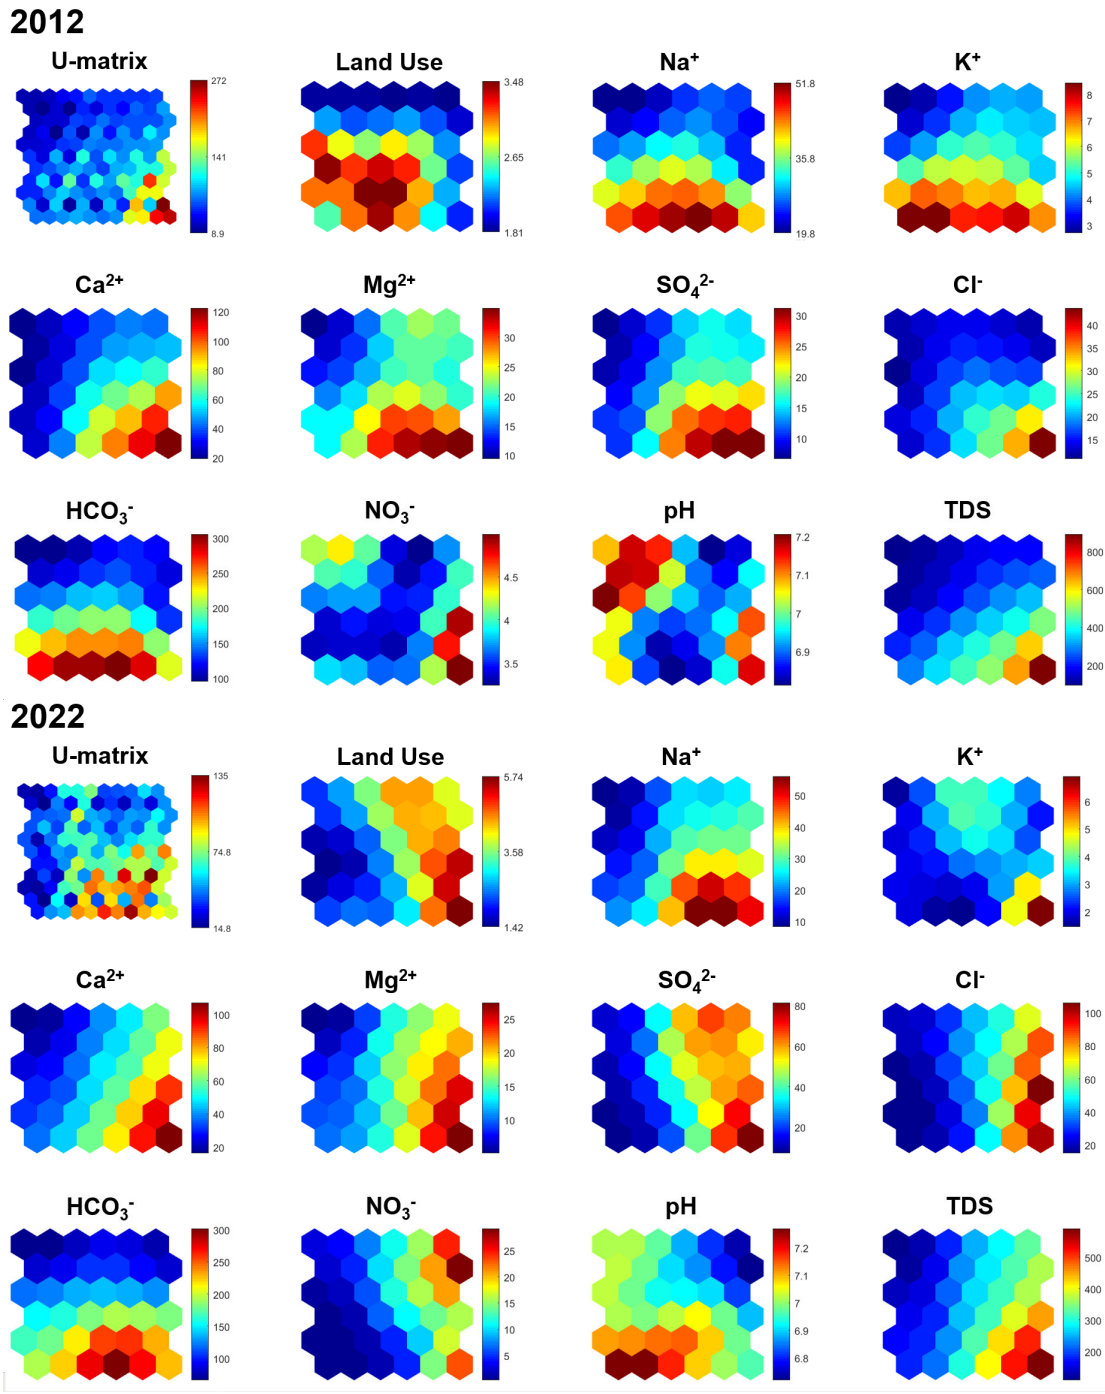 2012
U-matrix Land Use Na⁺ K⁺
272 141 8.9
3.48 2.65 1.81
51.8 35.8 19.8
8 7 6 5 4 3
Ca²⁺ Mg²⁺ SO₄²⁻ Cl⁻
120 100 80 60 40 20
30 25 20 15 10
30 25 20 15 10
40 35 30 25 20 15
HCO₃⁻ NO₃⁻ pH TDS
300 250 200 150 100
4.5 4 3.5
7.2 7.1 7 6.9
800 600 400 200
2022
U-matrix Land Use Na⁺ K⁺
135 74.8 14.8
5.74 3.58 1.42
50 40 30 20 10
6 5 4 3 2
Ca²⁺ Mg²⁺ SO₄²⁻ Cl⁻
100 80 60 40 20
25 20 15 10
80 60 40 20
100 80 60 40 20
HCO₃⁻ NO₃⁻ pH TDS
300 250 200 150 100
25 20 15 10 5
7.2 7.1 7 6.9 6.8
500 400 300 200